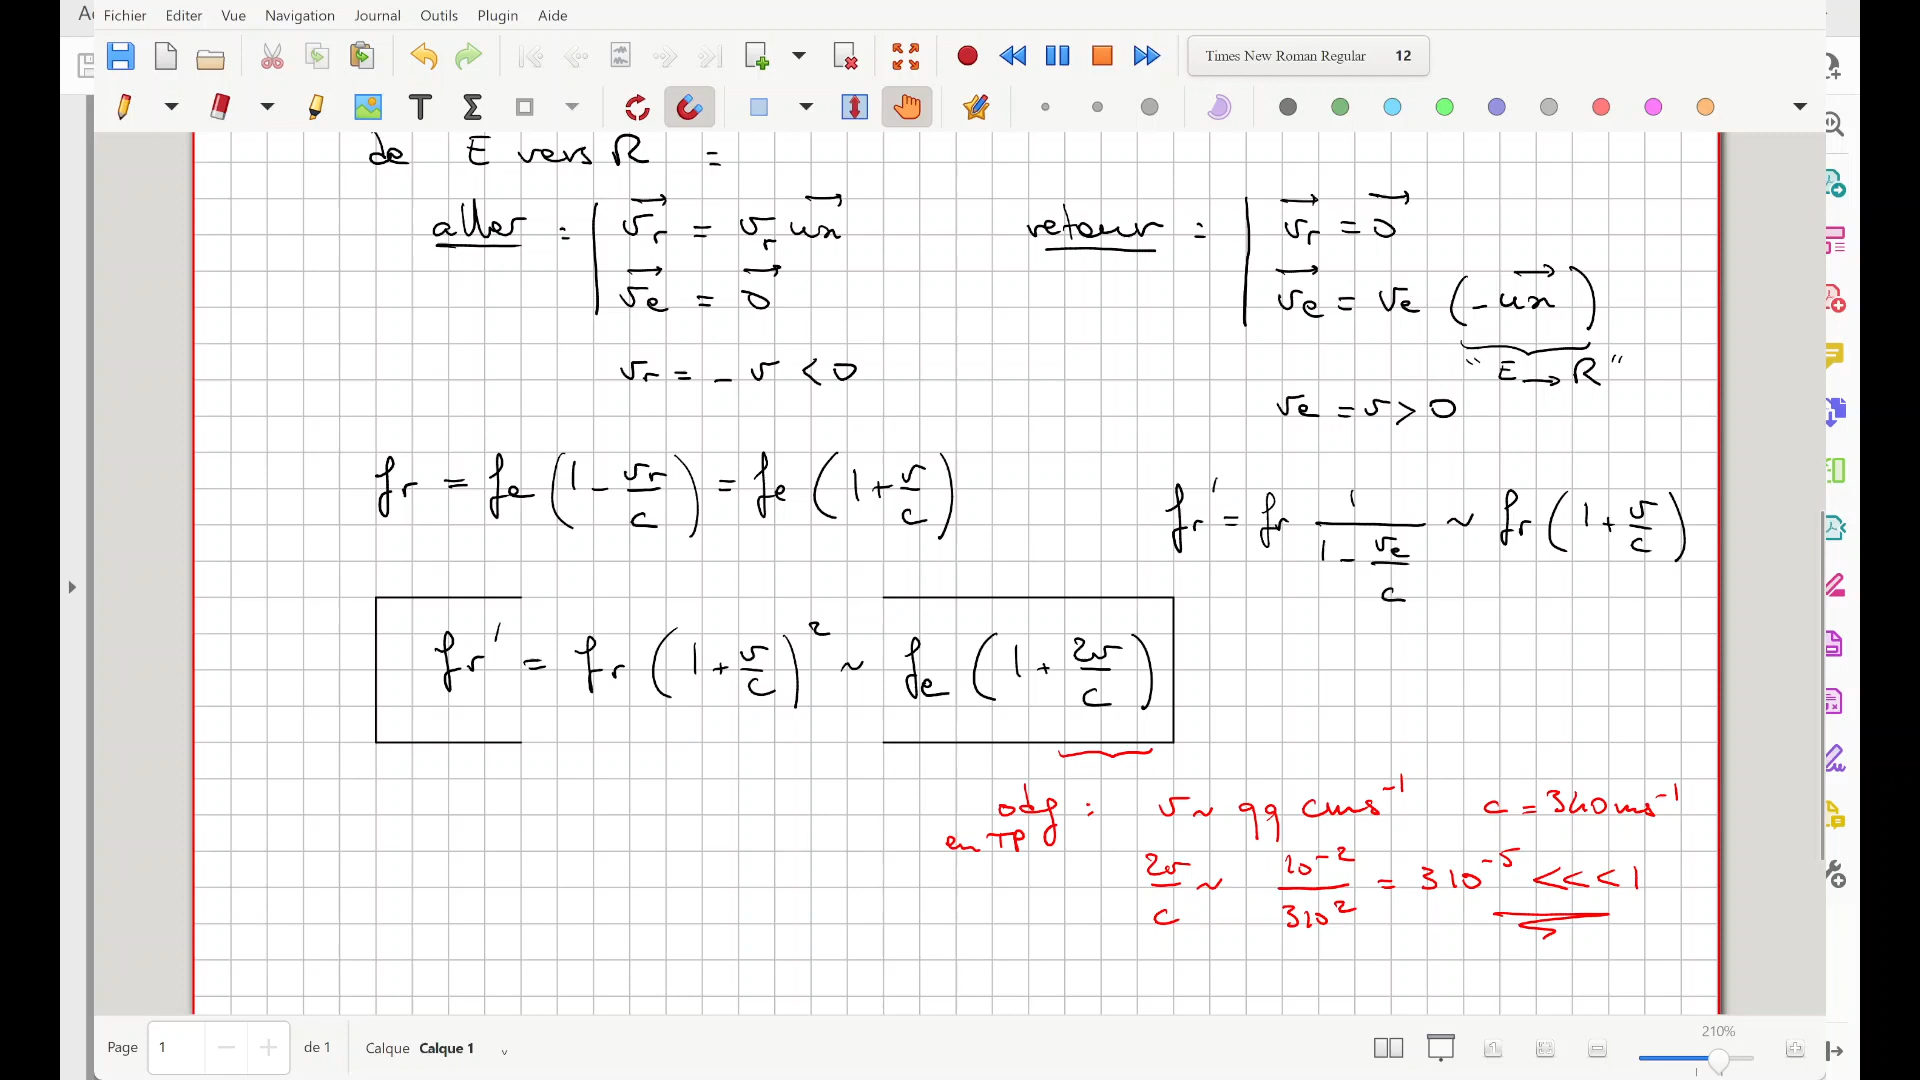 Fichier Editer Vue Navigation Journal Outils Plugin Aide
Times New Roman Regular 12
de E vers R :
aller : | v⃗r = vr u⃗x
v⃗e = 0⃗
vr = - v < 0
retour : | v⃗r = 0⃗
v⃗e = ve (-u⃗x)
" E → R "
ve = v > 0
fr = fe (1 - vr/c) = fe (1 + v/c)
fr' = fr 1/(1 - ve/c) ~ fr (1 + v/c)
fr' = fr (1 + v/c)² ~ fe (1 + 2v/c)
odg : v ~ qq cms⁻¹ c = 340 ms⁻¹
en TP
2v/c ~ 10⁻²/3 10² = 3 10⁻⁵ <<< 1
Page 1 de 1 Calque Calque 1
210%